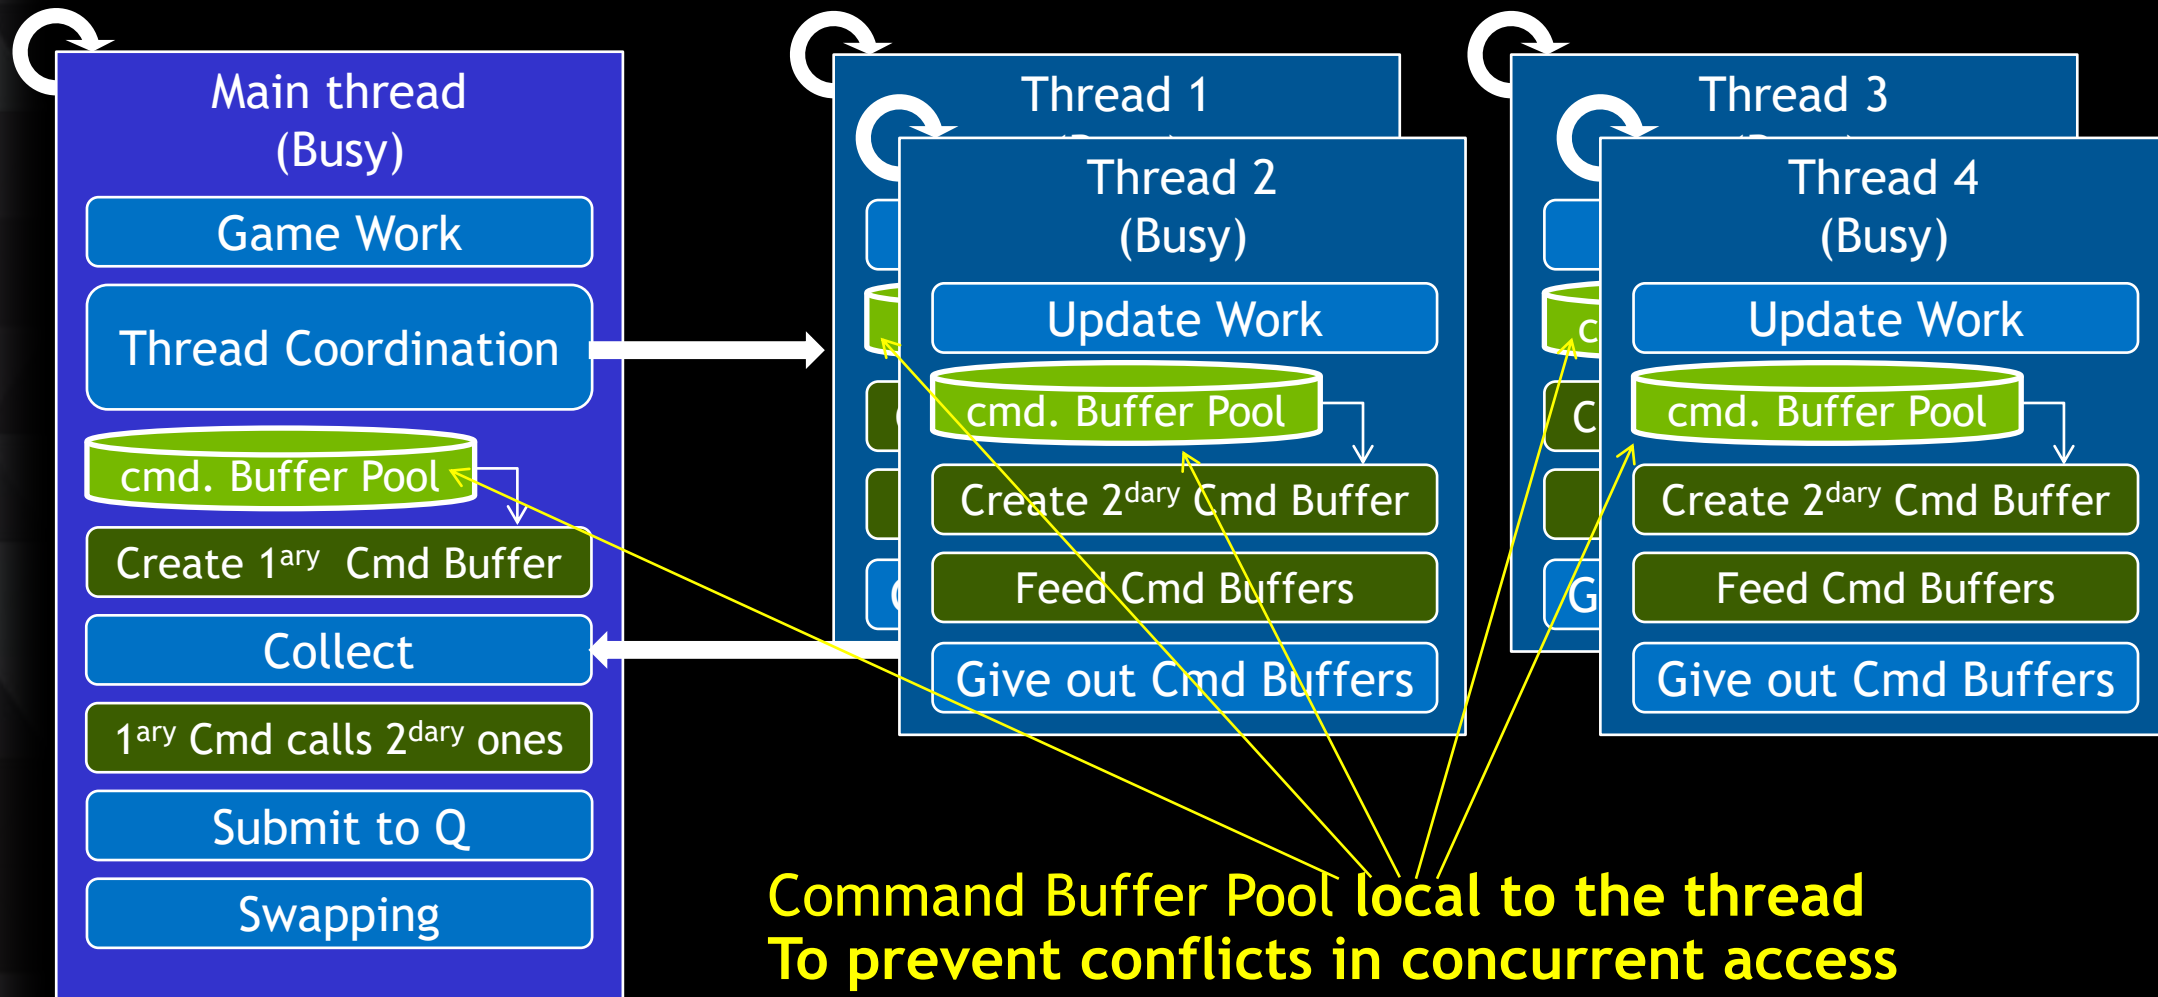 Main thread
(Busy)
Game Work
Thread Coordination
cmd. Buffer Pool
Create 1ary Cmd Buffer
Collect
1ary Cmd calls 2dary ones
Submit to Q
Swapping
Thread 1
Thread 2
(Busy)
Update Work
cmd. Buffer Pool
Create 2dary Cmd Buffer
Feed Cmd Buffers
Give out Cmd Buffers
Thread 3
Thread 4
(Busy)
Update Work
cmd. Buffer Pool
Create 2dary Cmd Buffer
Feed Cmd Buffers
Give out Cmd Buffers
Command Buffer Pool local to the thread
To prevent conflicts in concurrent access